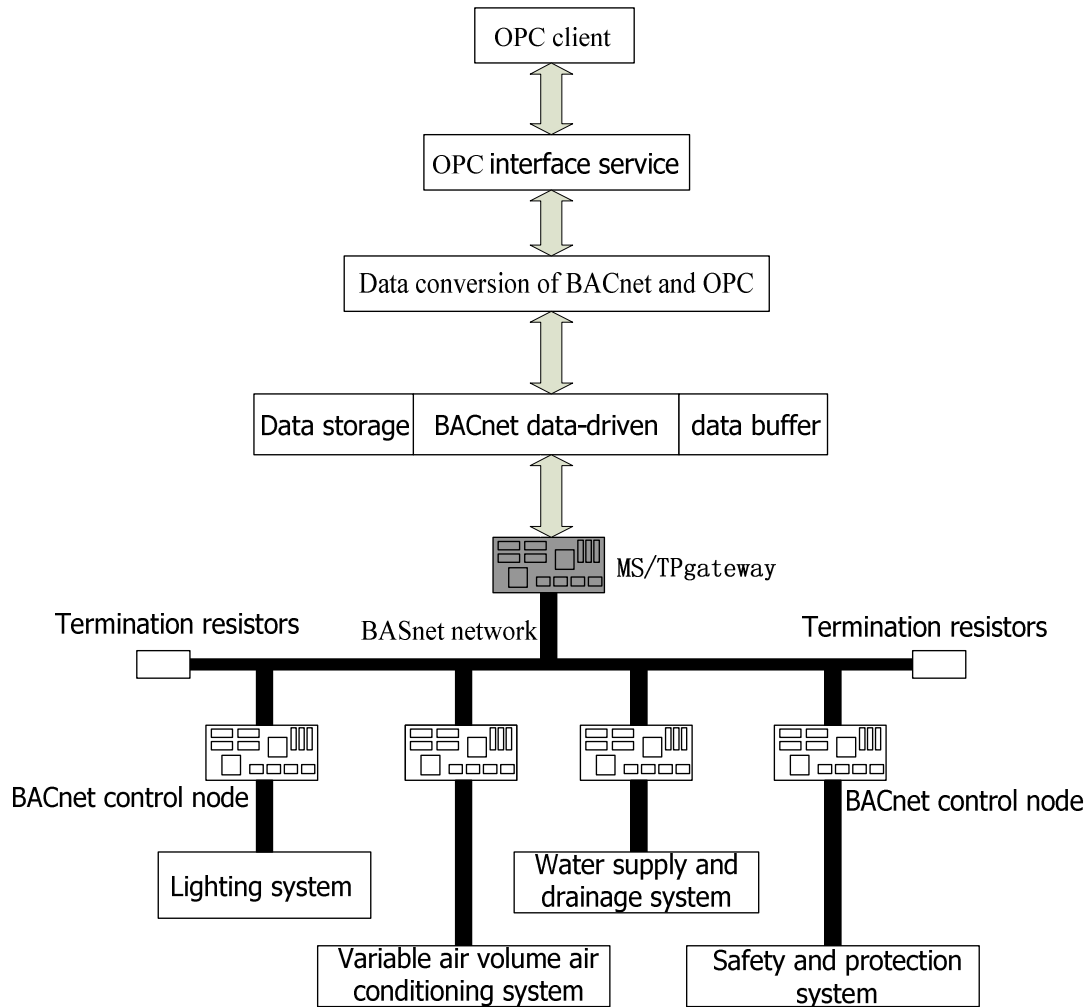 OPC client
OPC interface service
Data conversion of BACnet and OPC
Data storage
BACnet data-driven
data buffer
MS/TPgateway
Termination resistors
BASnet network
Termination resistors
BACnet control node
BACnet control node
Lighting system
Water supply and
drainage system
Variable air volume air
conditioning system
Safety and protection
system